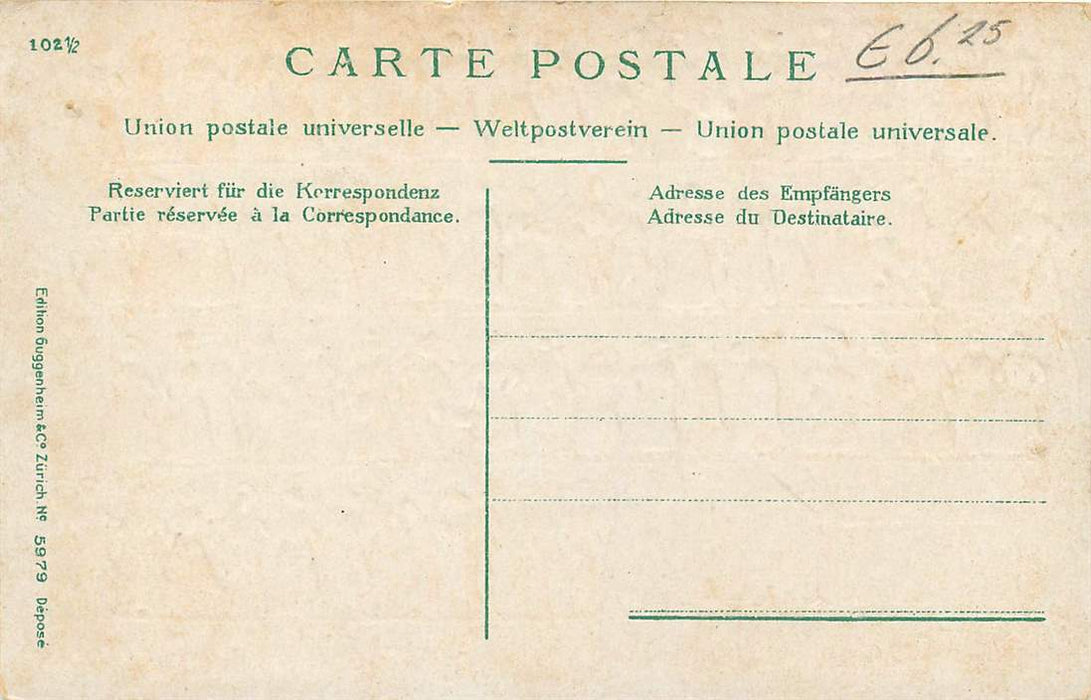 102½
CARTE POSTALE
€ 6.25
Union postale universelle — Weltpostverein — Union postale universale.
Reserviert für die Korrespondenz
Partie réservée à la Correspondance.
Adresse des Empfängers
Adresse du Destinataire.
Edition Guggenheim & Cº Zürich. Nº 5979 Déposé